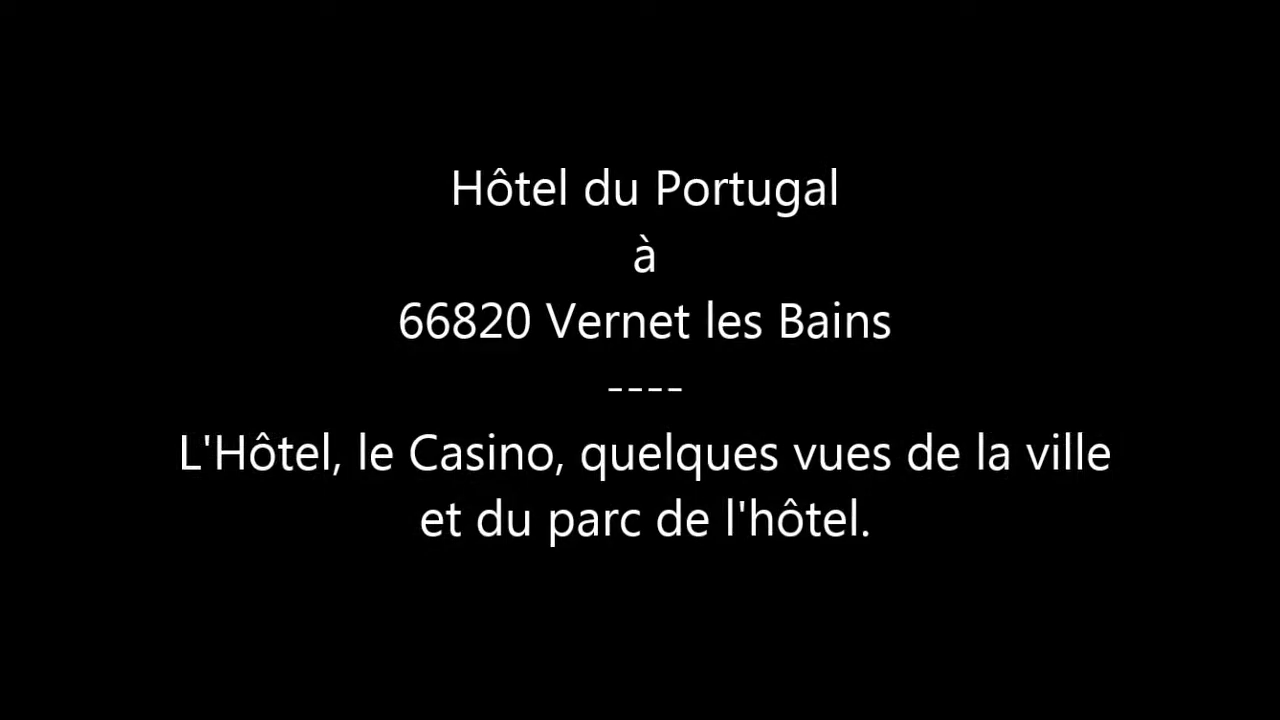 Hôtel du Portugal
à
66820 Vernet les Bains
----
L'Hôtel, le Casino, quelques vues de la ville
et du parc de l'hôtel.